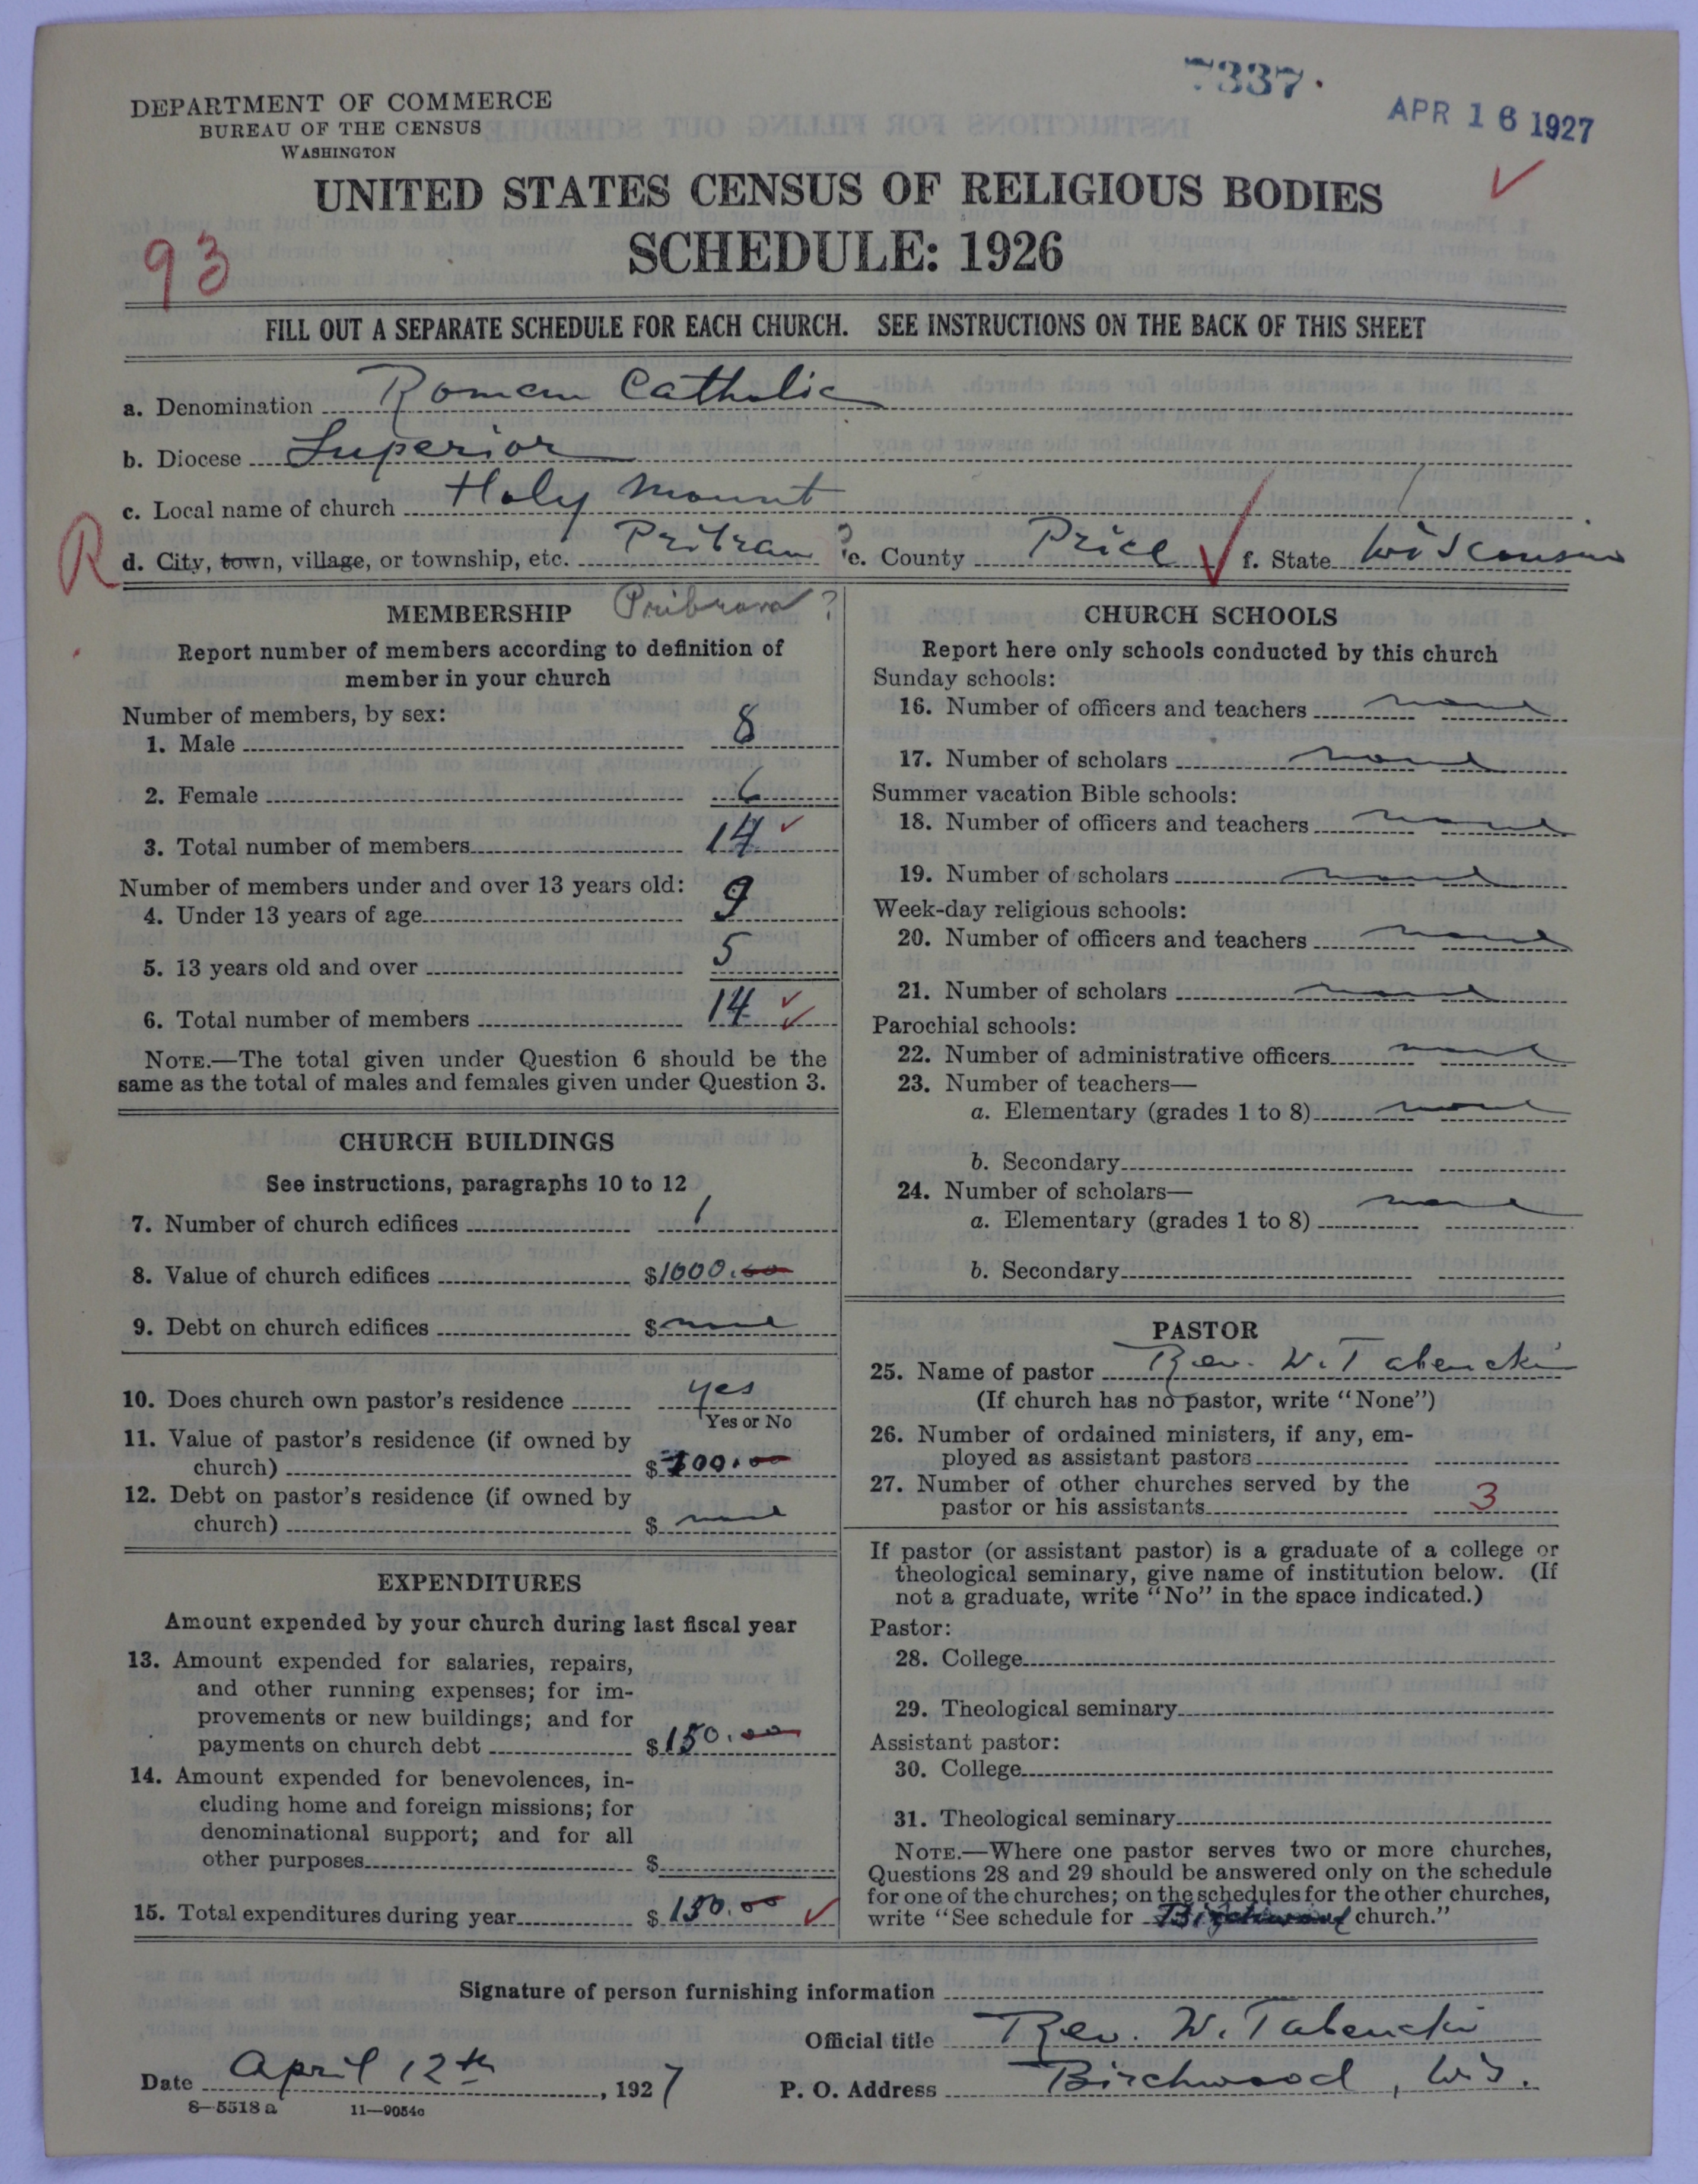 7337.
APR 16 1927
DEPARTMENT OF COMMERCE
BUREAU OF THE CENSUS
WASHINGTON
UNITED STATES CENSUS OF RELIGIOUS BODIES
SCHEDULE: 1926
93
FILL OUT A SEPARATE SCHEDULE FOR EACH CHURCH. SEE INSTRUCTIONS ON THE BACK OF THIS SHEET
a. Denomination Roman Catholic
b. Diocese Superior
c. Local name of church Holy Mount
R
d. City, town, village, or township, etc. Pribram ? e. County Price f. State Wisconsin
MEMBERSHIP
Report number of members according to definition of
member in your church
Number of members, by sex:
1. Male 8
2. Female 6
3. Total number of members 14
Number of members under and over 13 years old:
4. Under 13 years of age 9
5. 13 years old and over 5
6. Total number of members 14
NOTE.—The total given under Question 6 should be the
same as the total of males and females given under Question 3.
CHURCH BUILDINGS
See instructions, paragraphs 10 to 12
7. Number of church edifices 1
8. Value of church edifices $1000.00
9. Debt on church edifices $ none
10. Does church own pastor's residence yes
Yes or No
11. Value of pastor's residence (if owned by
church) $ 700.00
12. Debt on pastor's residence (if owned by
church) $ none
EXPENDITURES
Amount expended by your church during last fiscal year
13. Amount expended for salaries, repairs,
and other running expenses; for im-
provements or new buildings; and for
payments on church debt $150.00
14. Amount expended for benevolences, in-
cluding home and foreign missions; for
denominational support; and for all
other purposes $
15. Total expenditures during year $ 150.00
CHURCH SCHOOLS
Report here only schools conducted by this church
Sunday schools:
16. Number of officers and teachers none
17. Number of scholars none
Summer vacation Bible schools:
18. Number of officers and teachers none
19. Number of scholars none
Week-day religious schools:
20. Number of officers and teachers none
21. Number of scholars none
Parochial schools:
22. Number of administrative officers none
23. Number of teachers—
a. Elementary (grades 1 to 8) none
b. Secondary
24. Number of scholars—
a. Elementary (grades 1 to 8) none
b. Secondary
PASTOR
25. Name of pastor Rev. W. Tabencki
(If church has no pastor, write "None")
26. Number of ordained ministers, if any, em-
ployed as assistant pastors
27. Number of other churches served by the
pastor or his assistants 3
If pastor (or assistant pastor) is a graduate of a college or
theological seminary, give name of institution below. (If
not a graduate, write "No" in the space indicated.)
Pastor:
28. College
29. Theological seminary
Assistant pastor:
30. College
31. Theological seminary
NOTE.—Where one pastor serves two or more churches,
Questions 28 and 29 should be answered only on the schedule
for one of the churches; on the schedules for the other churches,
write "See schedule for Birchwood church."
Signature of person furnishing information
Official title Rev. W. Tabencki
Date April 12th, 1927 P. O. Address Birchwood, Wis.
8—5518 a 11—9054c